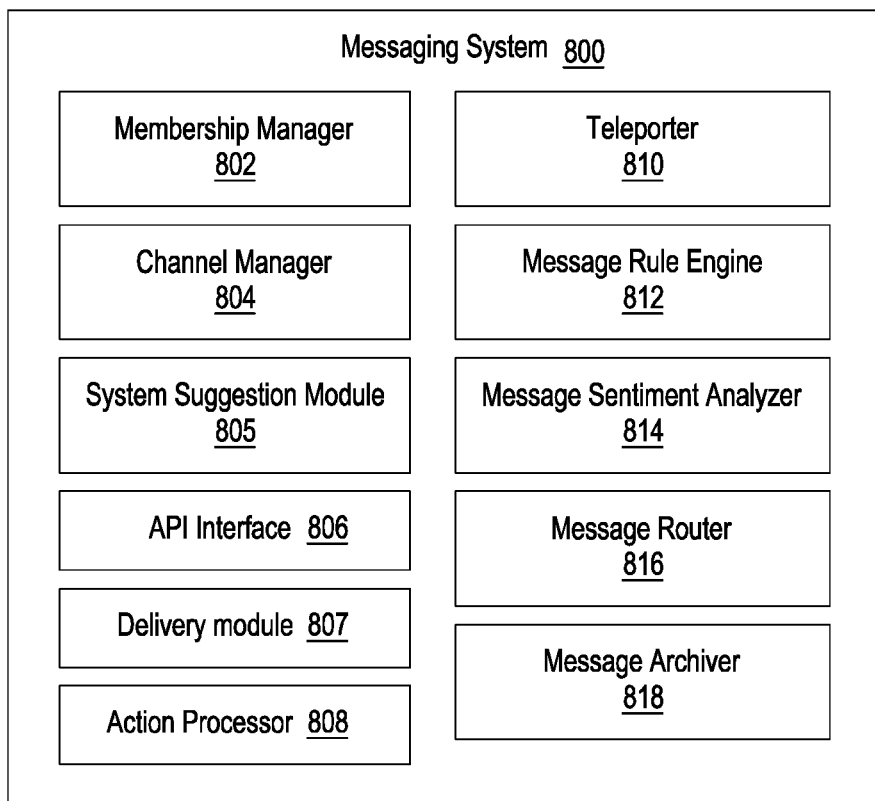 Messaging System 800
Membership Manager
802
Channel Manager
804
System Suggestion Module
805
API Interface 806
Delivery module 807
Action Processor 808
Teleporter
810
Message Rule Engine
812
Message Sentiment Analyzer
814
Message Router
816
Message Archiver
818